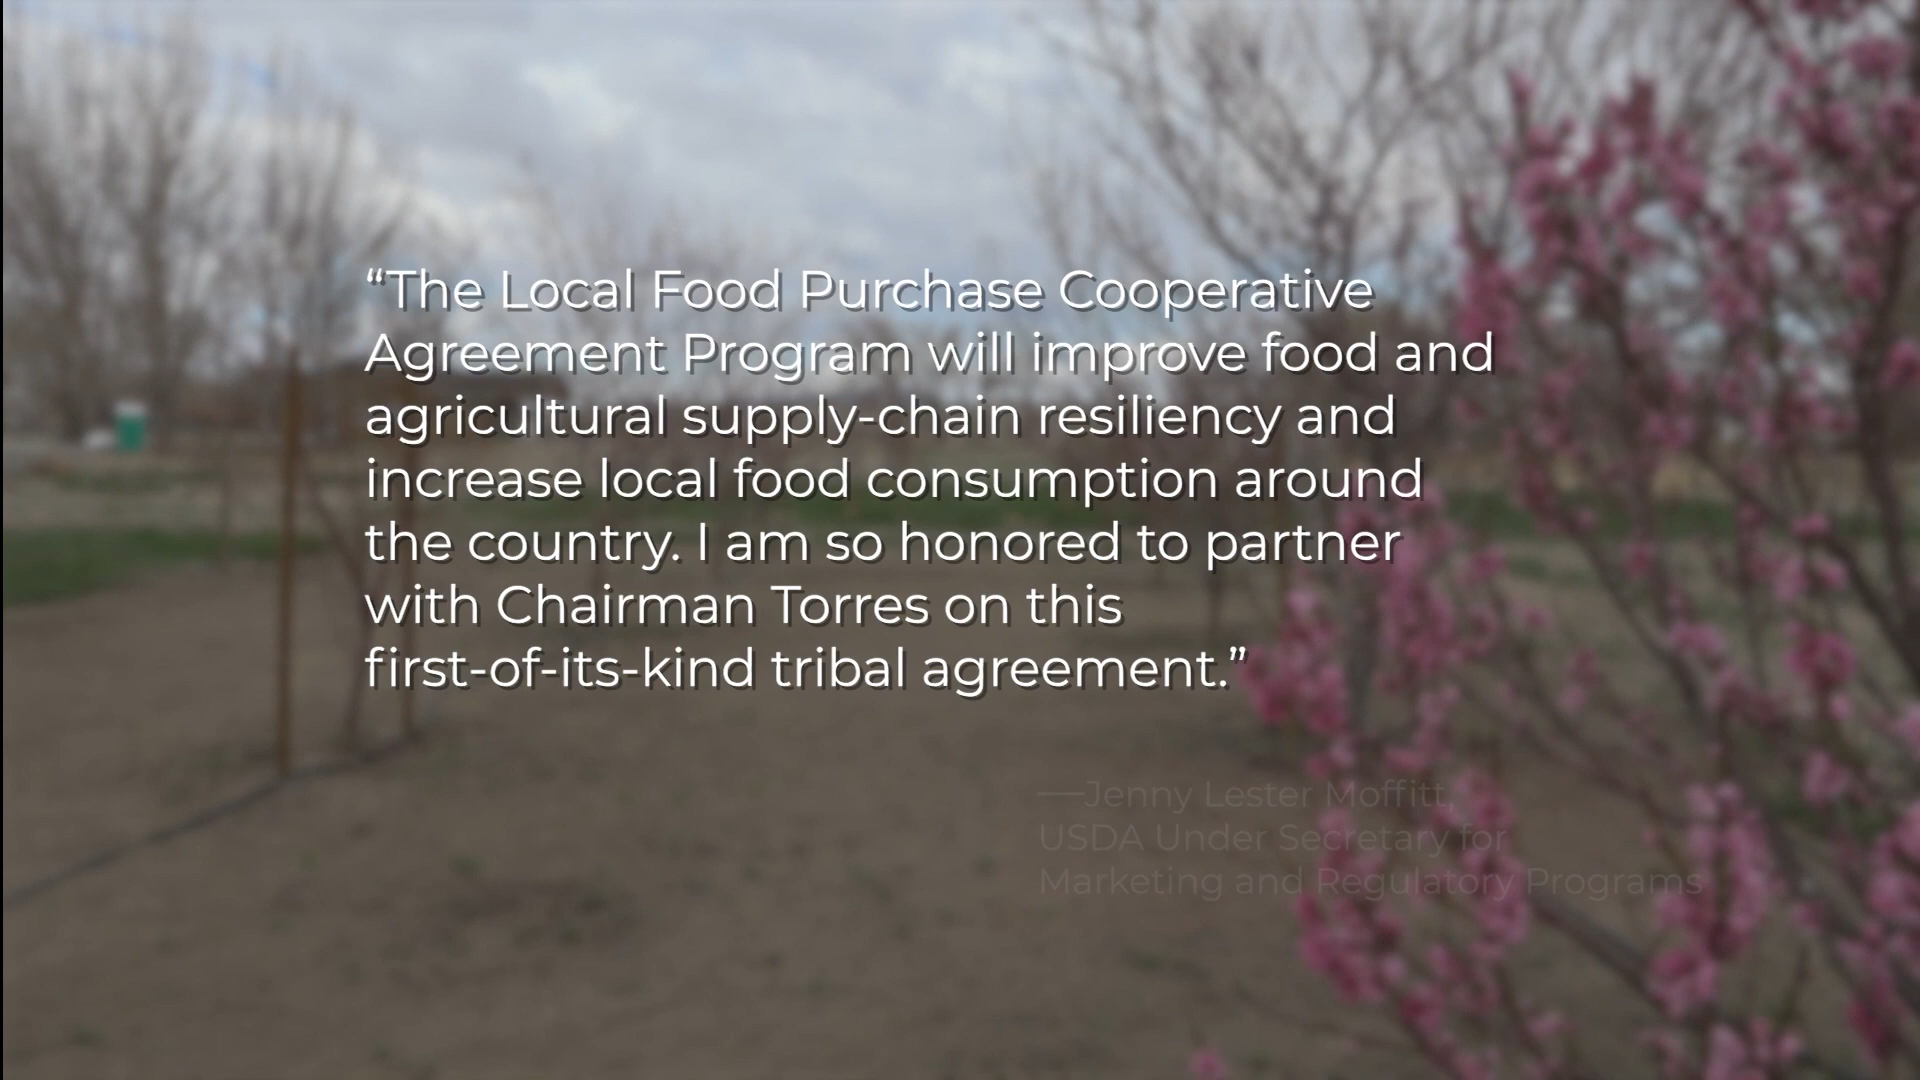 “The Local Food Purchase Cooperative
Agreement Program will improve food and
agricultural supply-chain resiliency and
increase local food consumption around
the country. I am so honored to partner
with Chairman Torres on this
first-of-its-kind tribal agreement.”
—Jenny Lester Moffitt,
USDA Under Secretary for
Marketing and Regulatory Programs